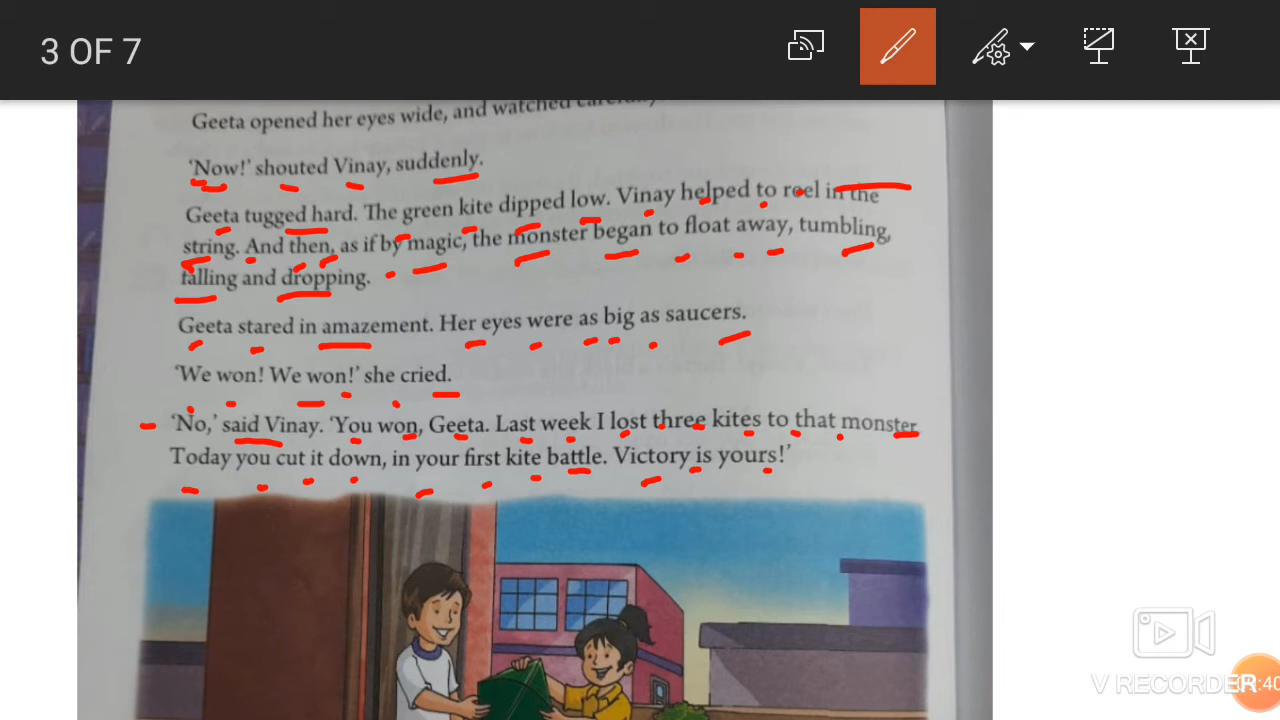 3 OF 7
Geeta opened her eyes wide, and watched carefully
‘Now!’ shouted Vinay, suddenly.
Geeta tugged hard. The green kite dipped low. Vinay helped to reel in the
string. And then, as if by magic, the monster began to float away, tumbling,
falling and dropping.
Geeta stared in amazement. Her eyes were as big as saucers.
‘We won! We won!’ she cried.
‘No,’ said Vinay. ‘You won, Geeta. Last week I lost three kites to that monster
Today you cut it down, in your first kite battle. Victory is yours!’
V RECORDER